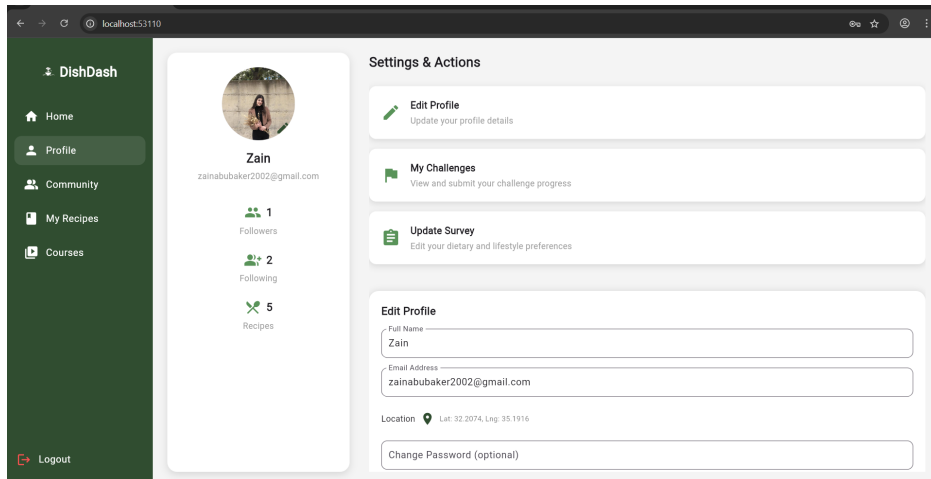 localhost:53110
DishDash
Home
Profile
Community
My Recipes
Courses
Logout
Zain
zainabubaker2002@gmail.com
1
Followers
2
Following
5
Recipes
Settings & Actions
Edit Profile
Update your profile details
My Challenges
View and submit your challenge progress
Update Survey
Edit your dietary and lifestyle preferences
Edit Profile
Full Name
Zain
Email Address
zainabubaker2002@gmail.com
Location Lat: 32.2074, Lng: 35.1916
Change Password (optional)